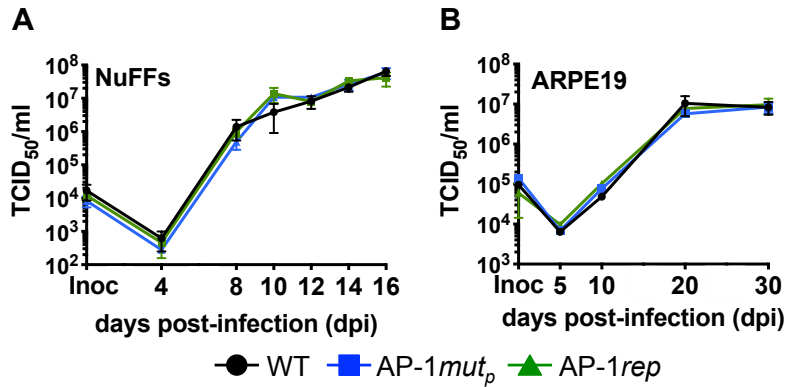 A
NuFFs
TCID50/ml
10^8
10^7
10^6
10^5
10^4
10^3
10^2
Inoc 4 8 10 12 14 16
days post-infection (dpi)
B
ARPE19
TCID50/ml
10^8
10^7
10^6
10^5
10^4
10^3
Inoc 5 10 20 30
days post-infection (dpi)
WT AP-1mutp AP-1rep